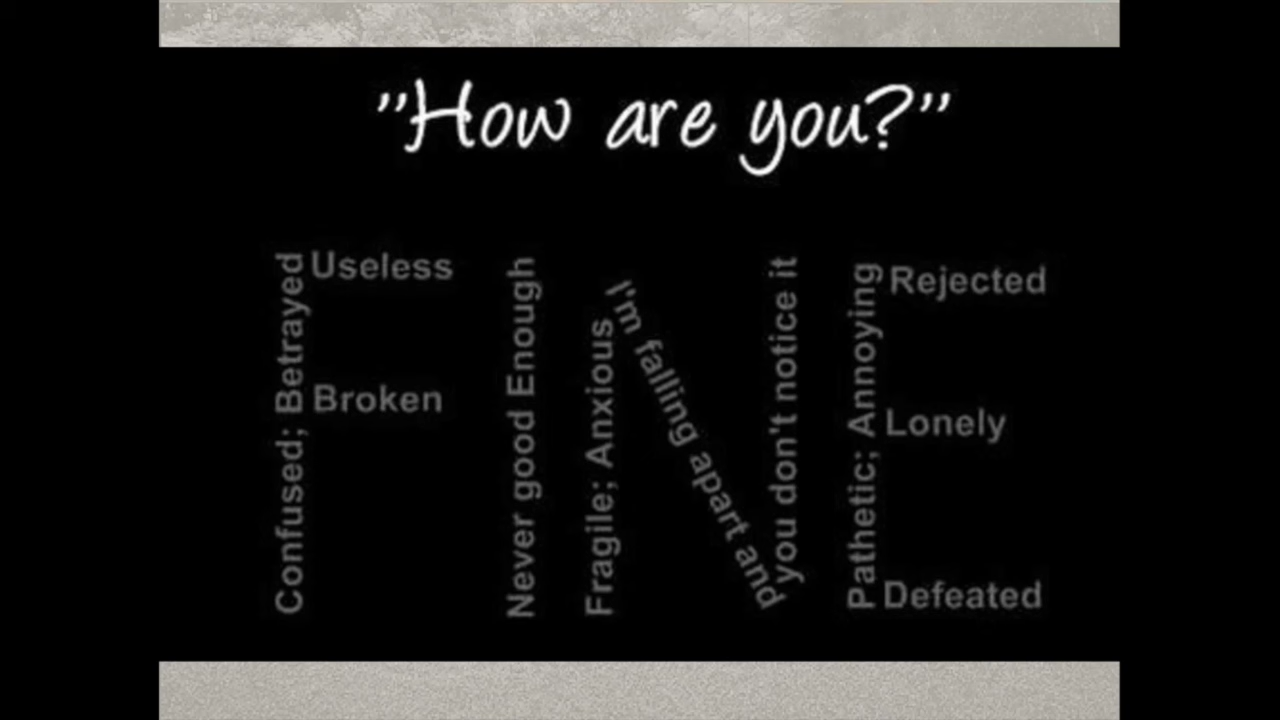 "How are you?"
Confused; Betrayed
Useless
Broken
Never good Enough
Fragile; Anxious
I'm falling apart and
you don't notice it
Pathetic; Annoying
Rejected
Lonely
Defeated